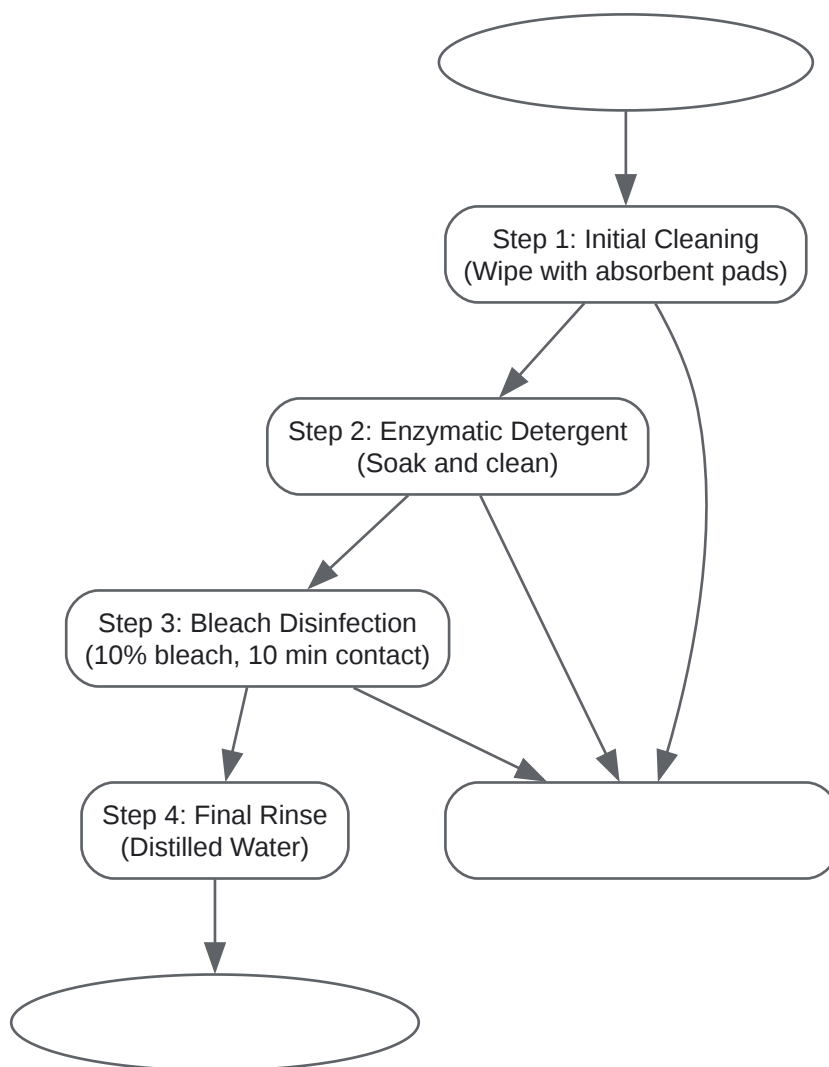 Step 1: Initial Cleaning
(Wipe with absorbent pads)
Step 2: Enzymatic Detergent
(Soak and clean)
Step 3: Bleach Disinfection
(10% bleach, 10 min contact)
Step 4: Final Rinse
(Distilled Water)